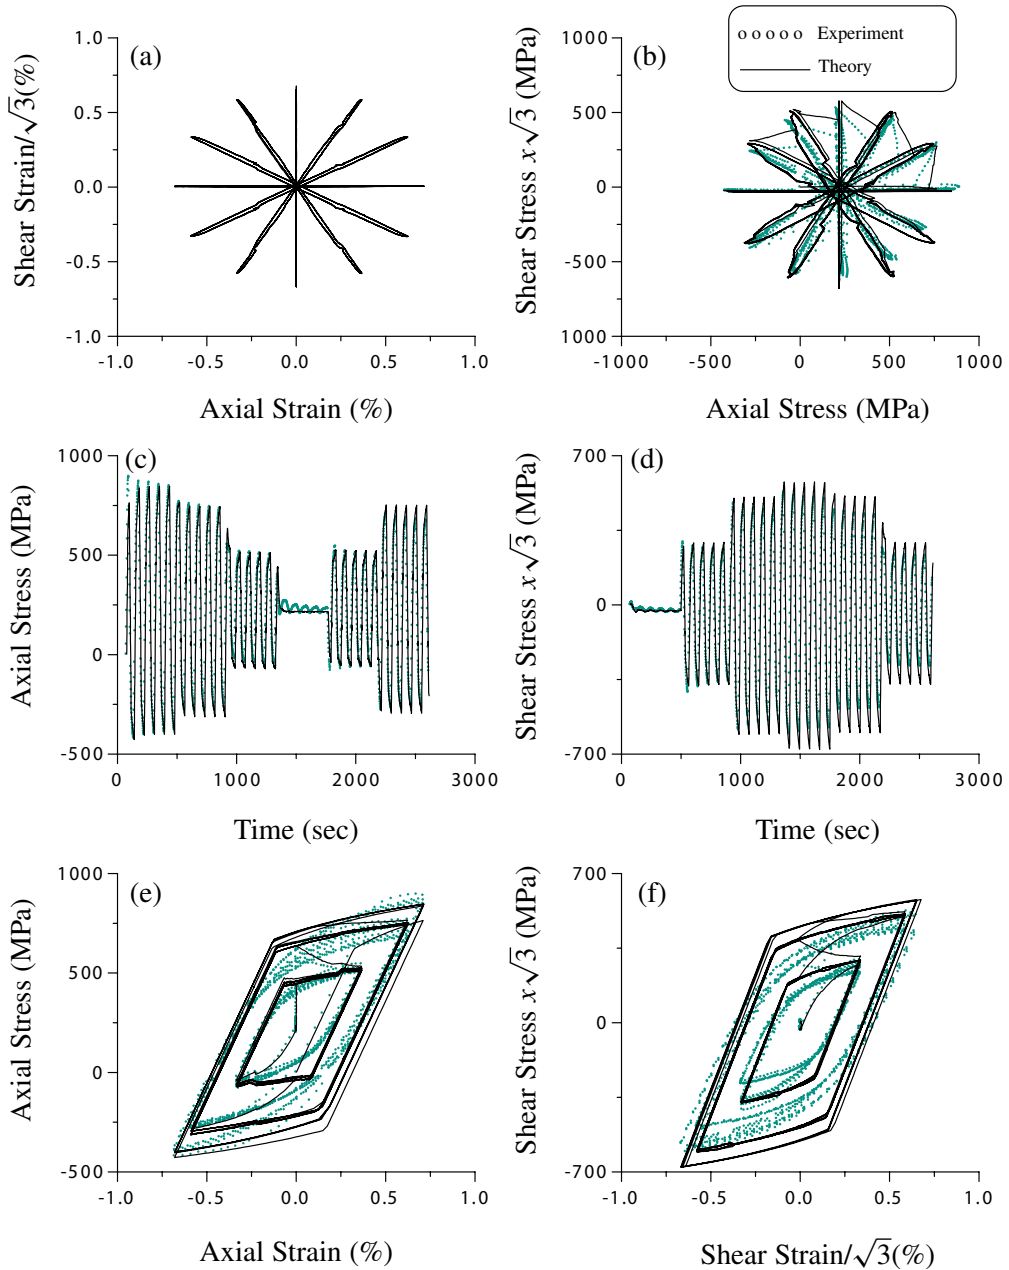 Experiment
Theory
(a)
1.0
0.5
0.0
-0.5
-1.0
Shear Strain/√3(%)
-1.0 -0.5 0.0 0.5 1.0
Axial Strain (%)
(b)
1000
500
0
-500
1000
Shear Stress x√3 (MPa)
-1000 -500 0 500 1000
Axial Stress (MPa)
(c)
1000
500
0
-500
Axial Stress (MPa)
0 1000 2000 3000
Time (sec)
(d)
700
0
-700
Shear Stress x√3 (MPa)
0 1000 2000 3000
Time (sec)
(e)
1000
500
0
-500
Axial Stress (MPa)
-1.0 -0.5 0.0 0.5 1.0
Axial Strain (%)
(f)
700
0
-700
Shear Stress x√3 (MPa)
-1.0 -0.5 0.0 0.5 1.0
Shear Strain/√3(%)